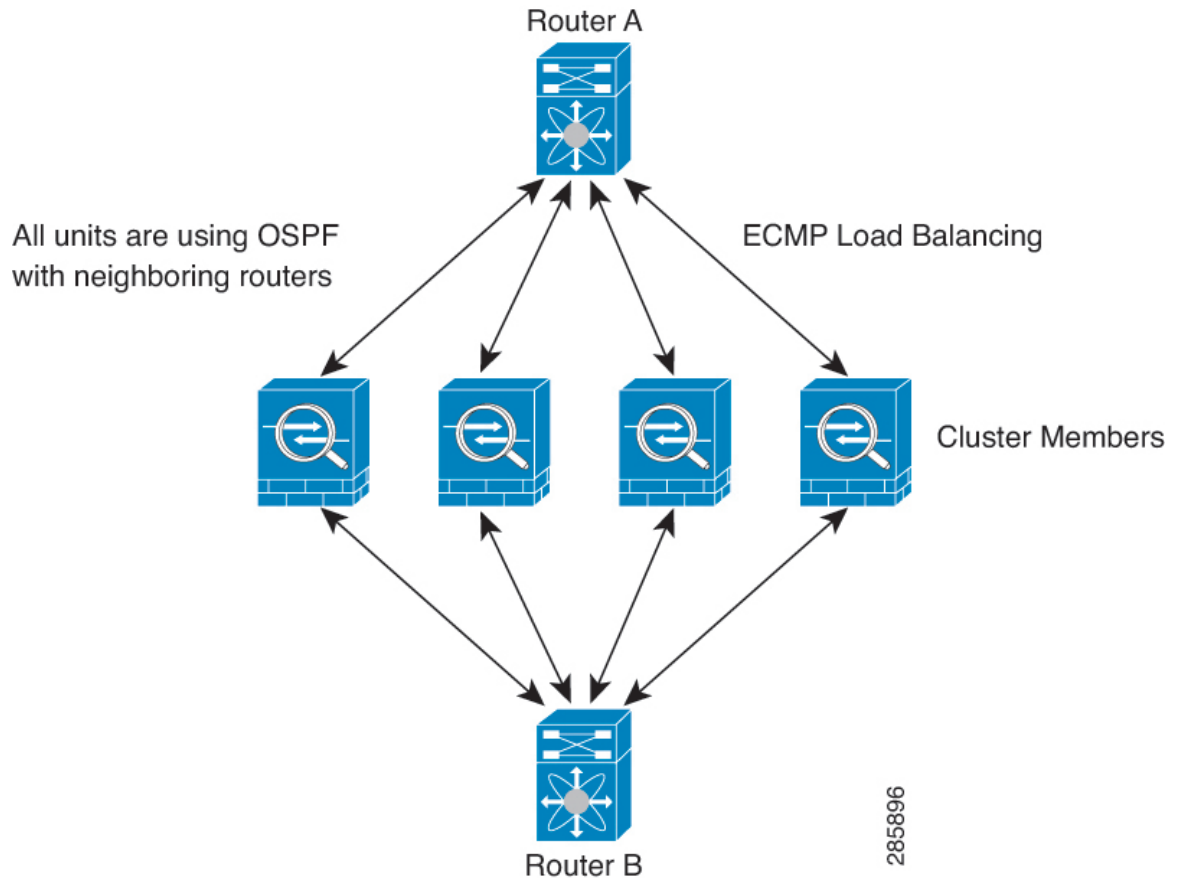 Router A
All units are using OSPF
with neighboring routers
ECMP Load Balancing
Cluster Members
Router B
285896